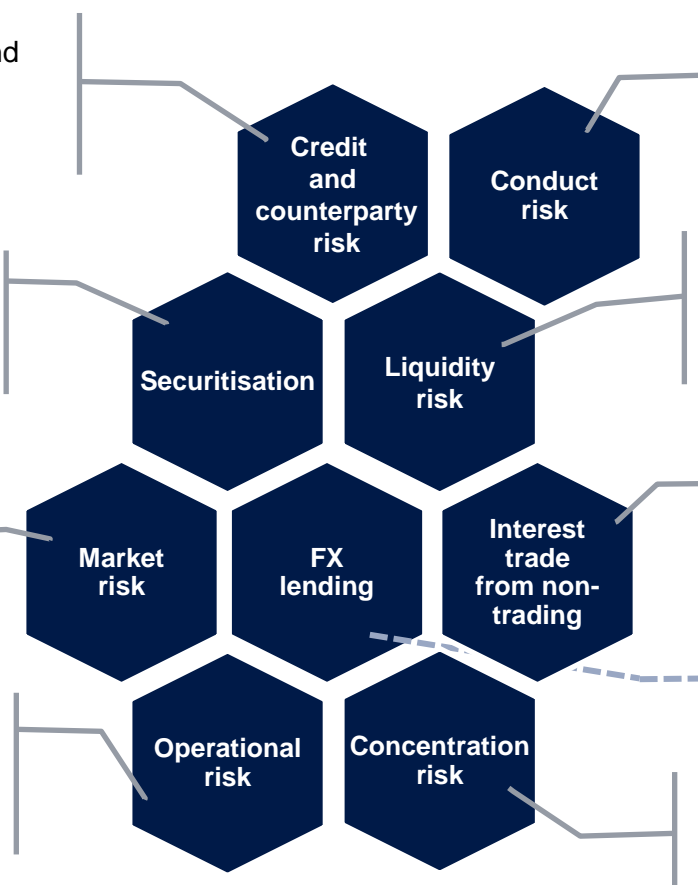 nd
Credit
and
counterparty
risk
Conduct
risk
Securitisation
Liquidity
risk
Market
risk
FX
lending
Interest
trade
from non-
trading
Operational
risk
Concentration
risk